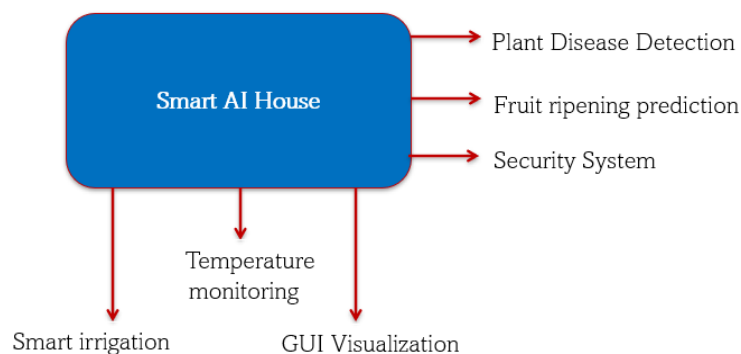 Smart AI House
Plant Disease Detection
Fruit ripening prediction
Security System
Temperature
monitoring
Smart irrigation
GUI Visualization